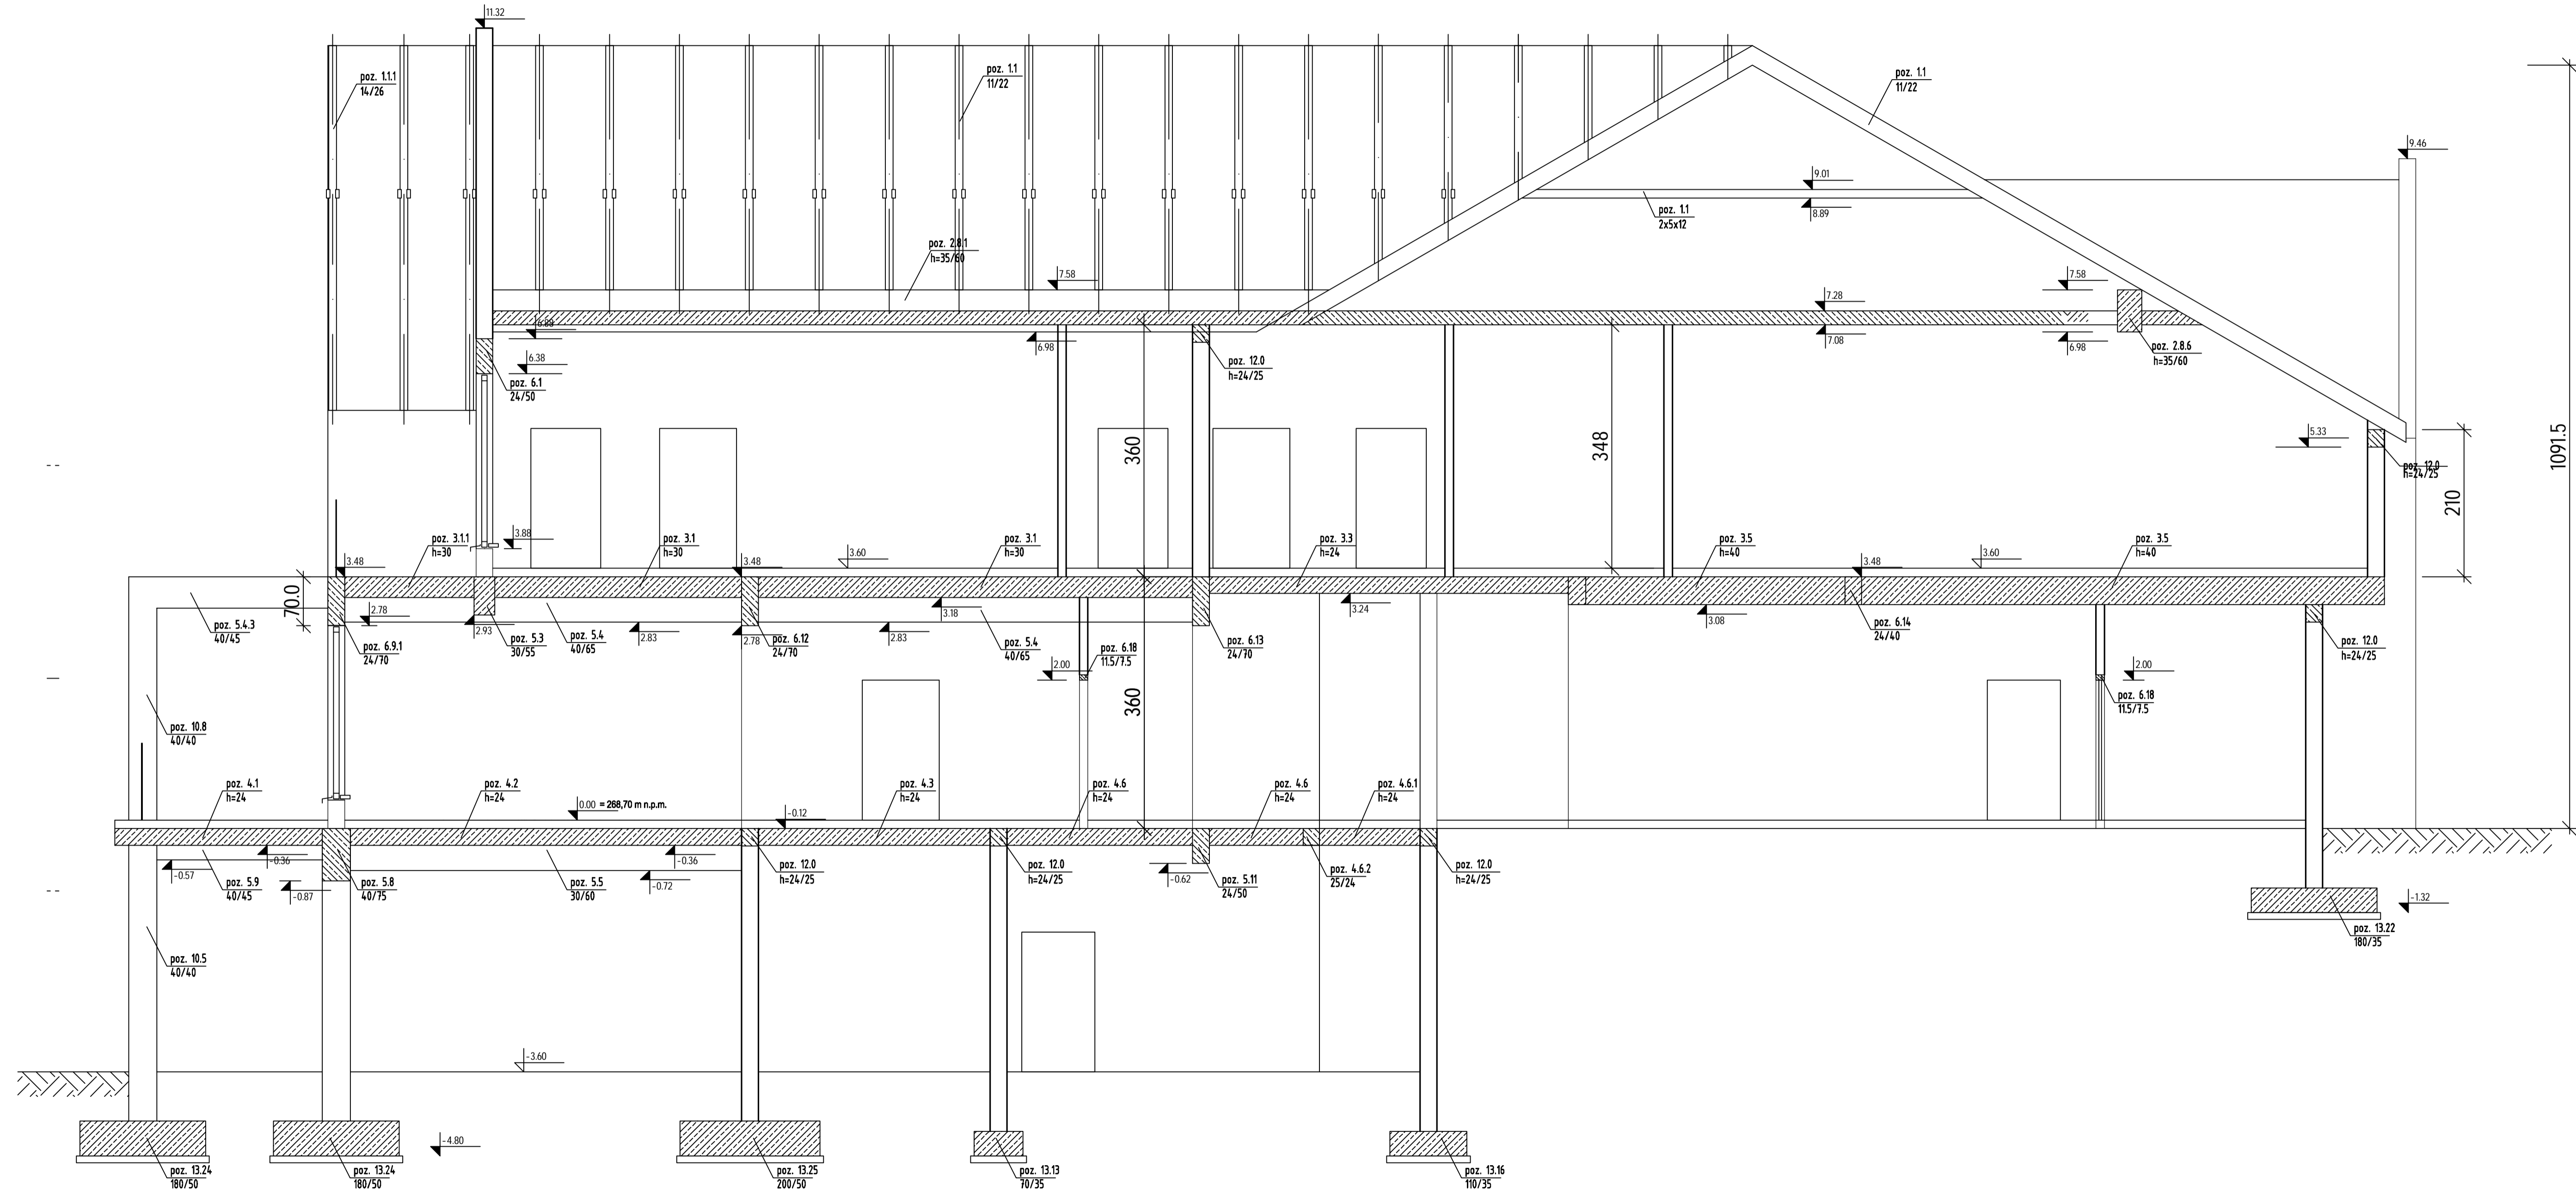 11.32
poz. 1.1.1
14/26
poz. 1.1
11/22
poz. 1.1
11/22
9.46
9.01
8.89
poz. 1.1
2x5x12
poz. 2.8.1
h=35/60
7.58
7.58
7.28
6.88
6.98
7.08
6.98
poz. 2.8.6
h=35/60
6.38
poz. 6.1
24/50
poz. 12.0
h=24/25
1091.5
5.33
poz. 12.0
h=24/25
360
348
210
3.88
poz. 3.1.1
h=30
poz. 3.1
h=30
poz. 3.1
h=30
poz. 3.3
h=24
poz. 3.5
h=40
poz. 3.5
h=40
3.48
3.48
3.60
3.48
3.60
70.0
2.78
2.93
2.83
2.78
3.18
2.83
3.24
3.08
poz. 5.4.3
40/45
poz. 6.9.1
24/70
poz. 5.3
30/55
poz. 5.4
40/65
poz. 6.12
24/70
poz. 5.4
40/65
poz. 6.18
11.5/7.5
poz. 6.13
24/70
poz. 6.14
24/40
poz. 12.0
h=24/25
2.00
2.00
poz. 6.18
11.5/7.5
360
poz. 10.8
40/40
poz. 4.1
h=24
poz. 4.2
h=24
0.00 = 268,70 m n.p.m.
-0.12
poz. 4.3
h=24
poz. 4.6
h=24
poz. 4.6
h=24
poz. 4.6.1
h=24
-0.57
-0.36
-0.87
-0.36
-0.72
-0.62
poz. 5.9
40/45
poz. 5.8
40/75
poz. 5.5
30/60
poz. 12.0
h=24/25
poz. 12.0
h=24/25
poz. 5.11
24/50
poz. 4.6.2
25/24
poz. 12.0
h=24/25
-1.32
poz. 13.22
180/35
poz. 10.5
40/40
-3.60
-4.80
poz. 13.24
180/50
poz. 13.24
180/50
poz. 13.25
200/50
poz. 13.13
70/35
poz. 13.16
110/35